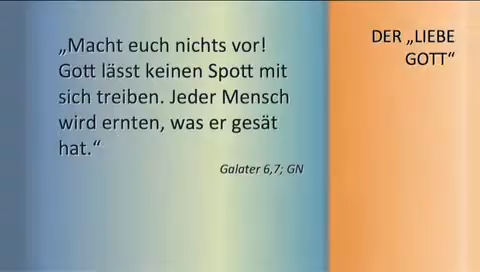 „Macht euch nichts vor!
Gott lässt keinen Spott mit
sich treiben. Jeder Mensch
wird ernten, was er gesät
hat.“
Galater 6,7; GN
DER „LIEBE
GOTT“